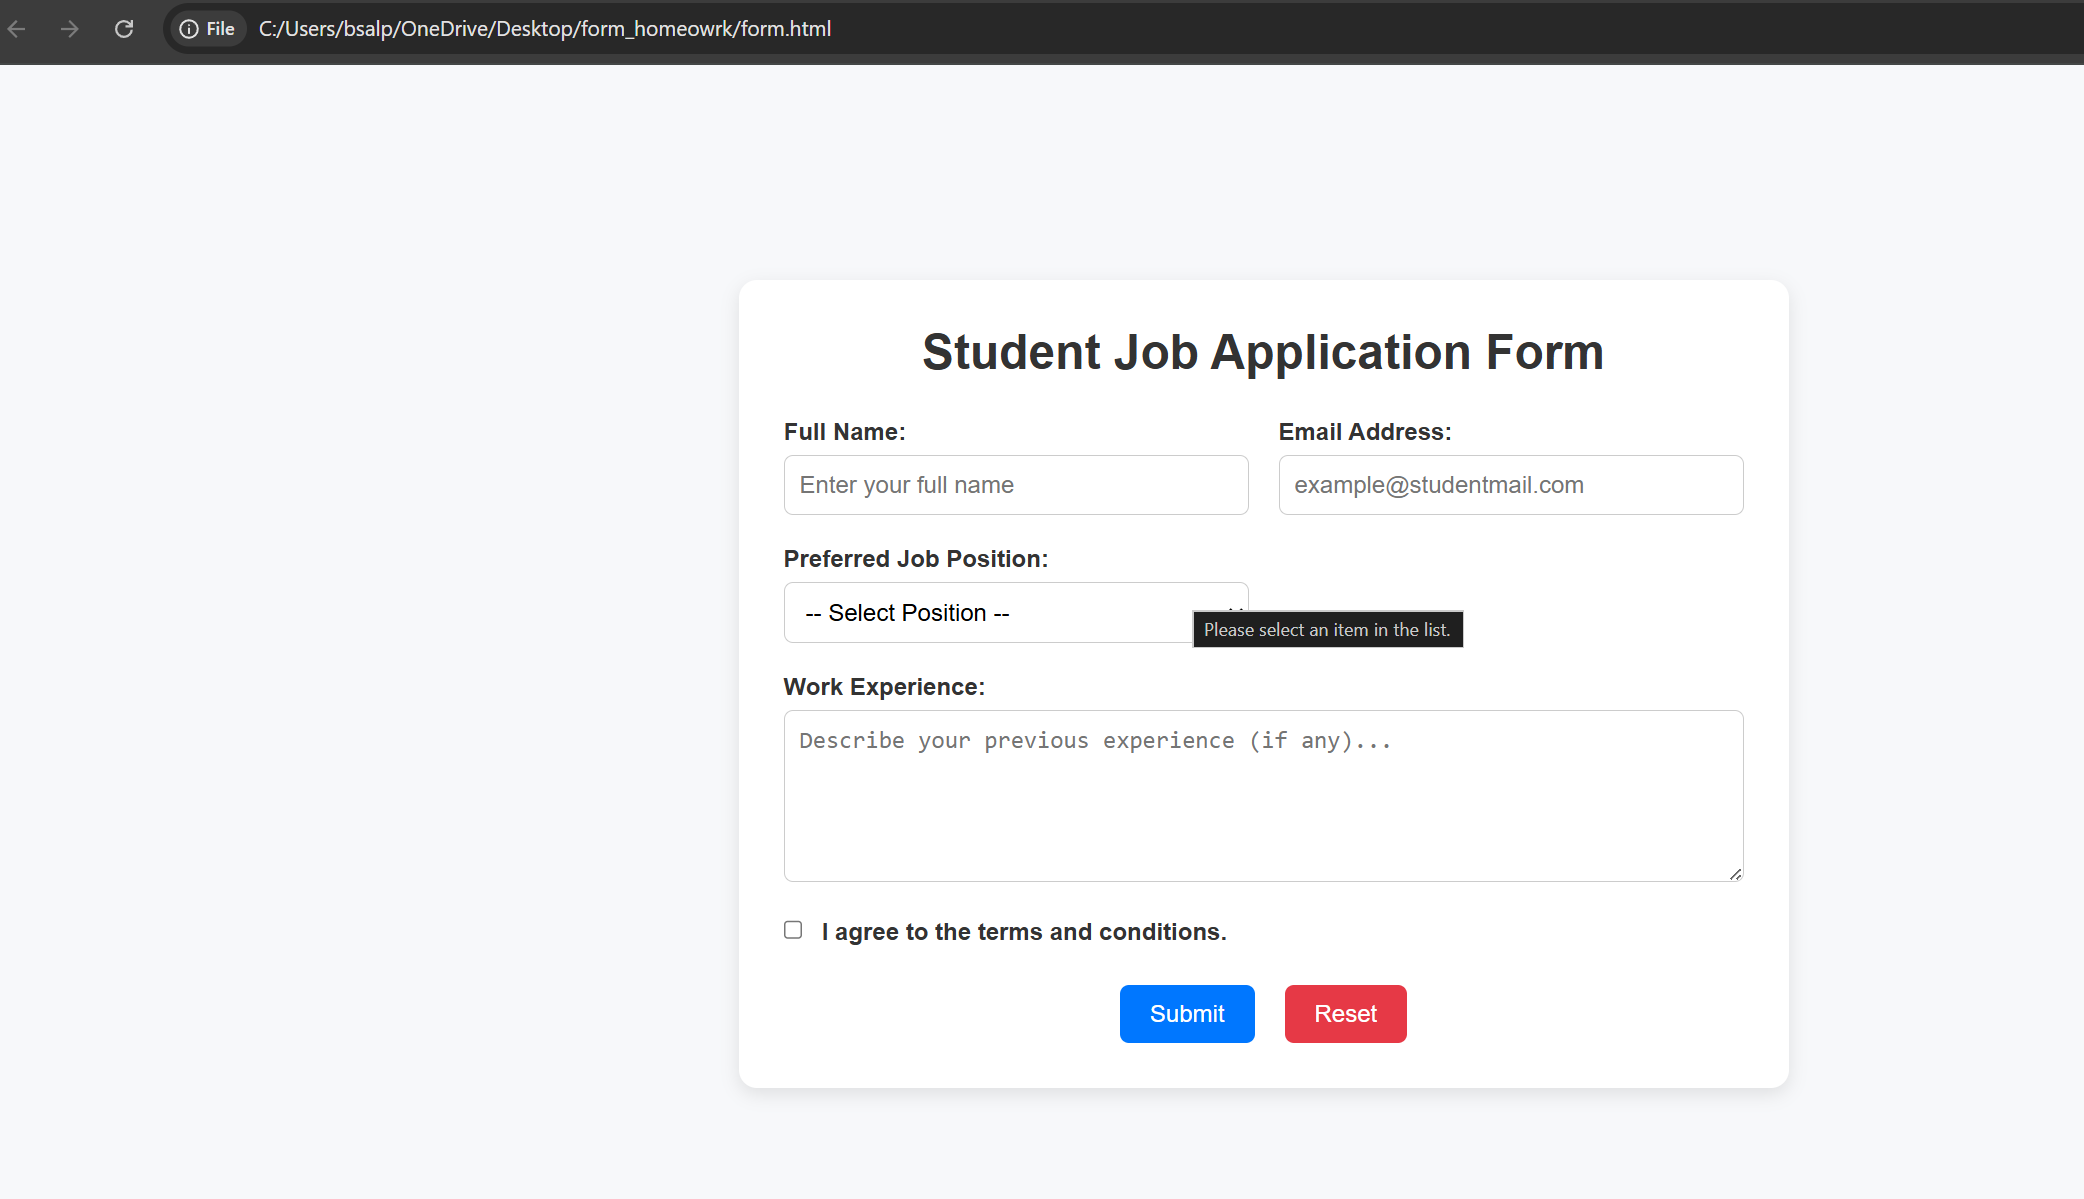 File C:/Users/bsalp/OneDrive/Desktop/form_homeowrk/form.html
Student Job Application Form
Full Name: Email Address:
Enter your full name example@studentmail.com
Preferred Job Position:
-- Select Position --
Please select an item in the list.
Work Experience:
Describe your previous experience (if any)...
I agree to the terms and conditions.
Submit Reset